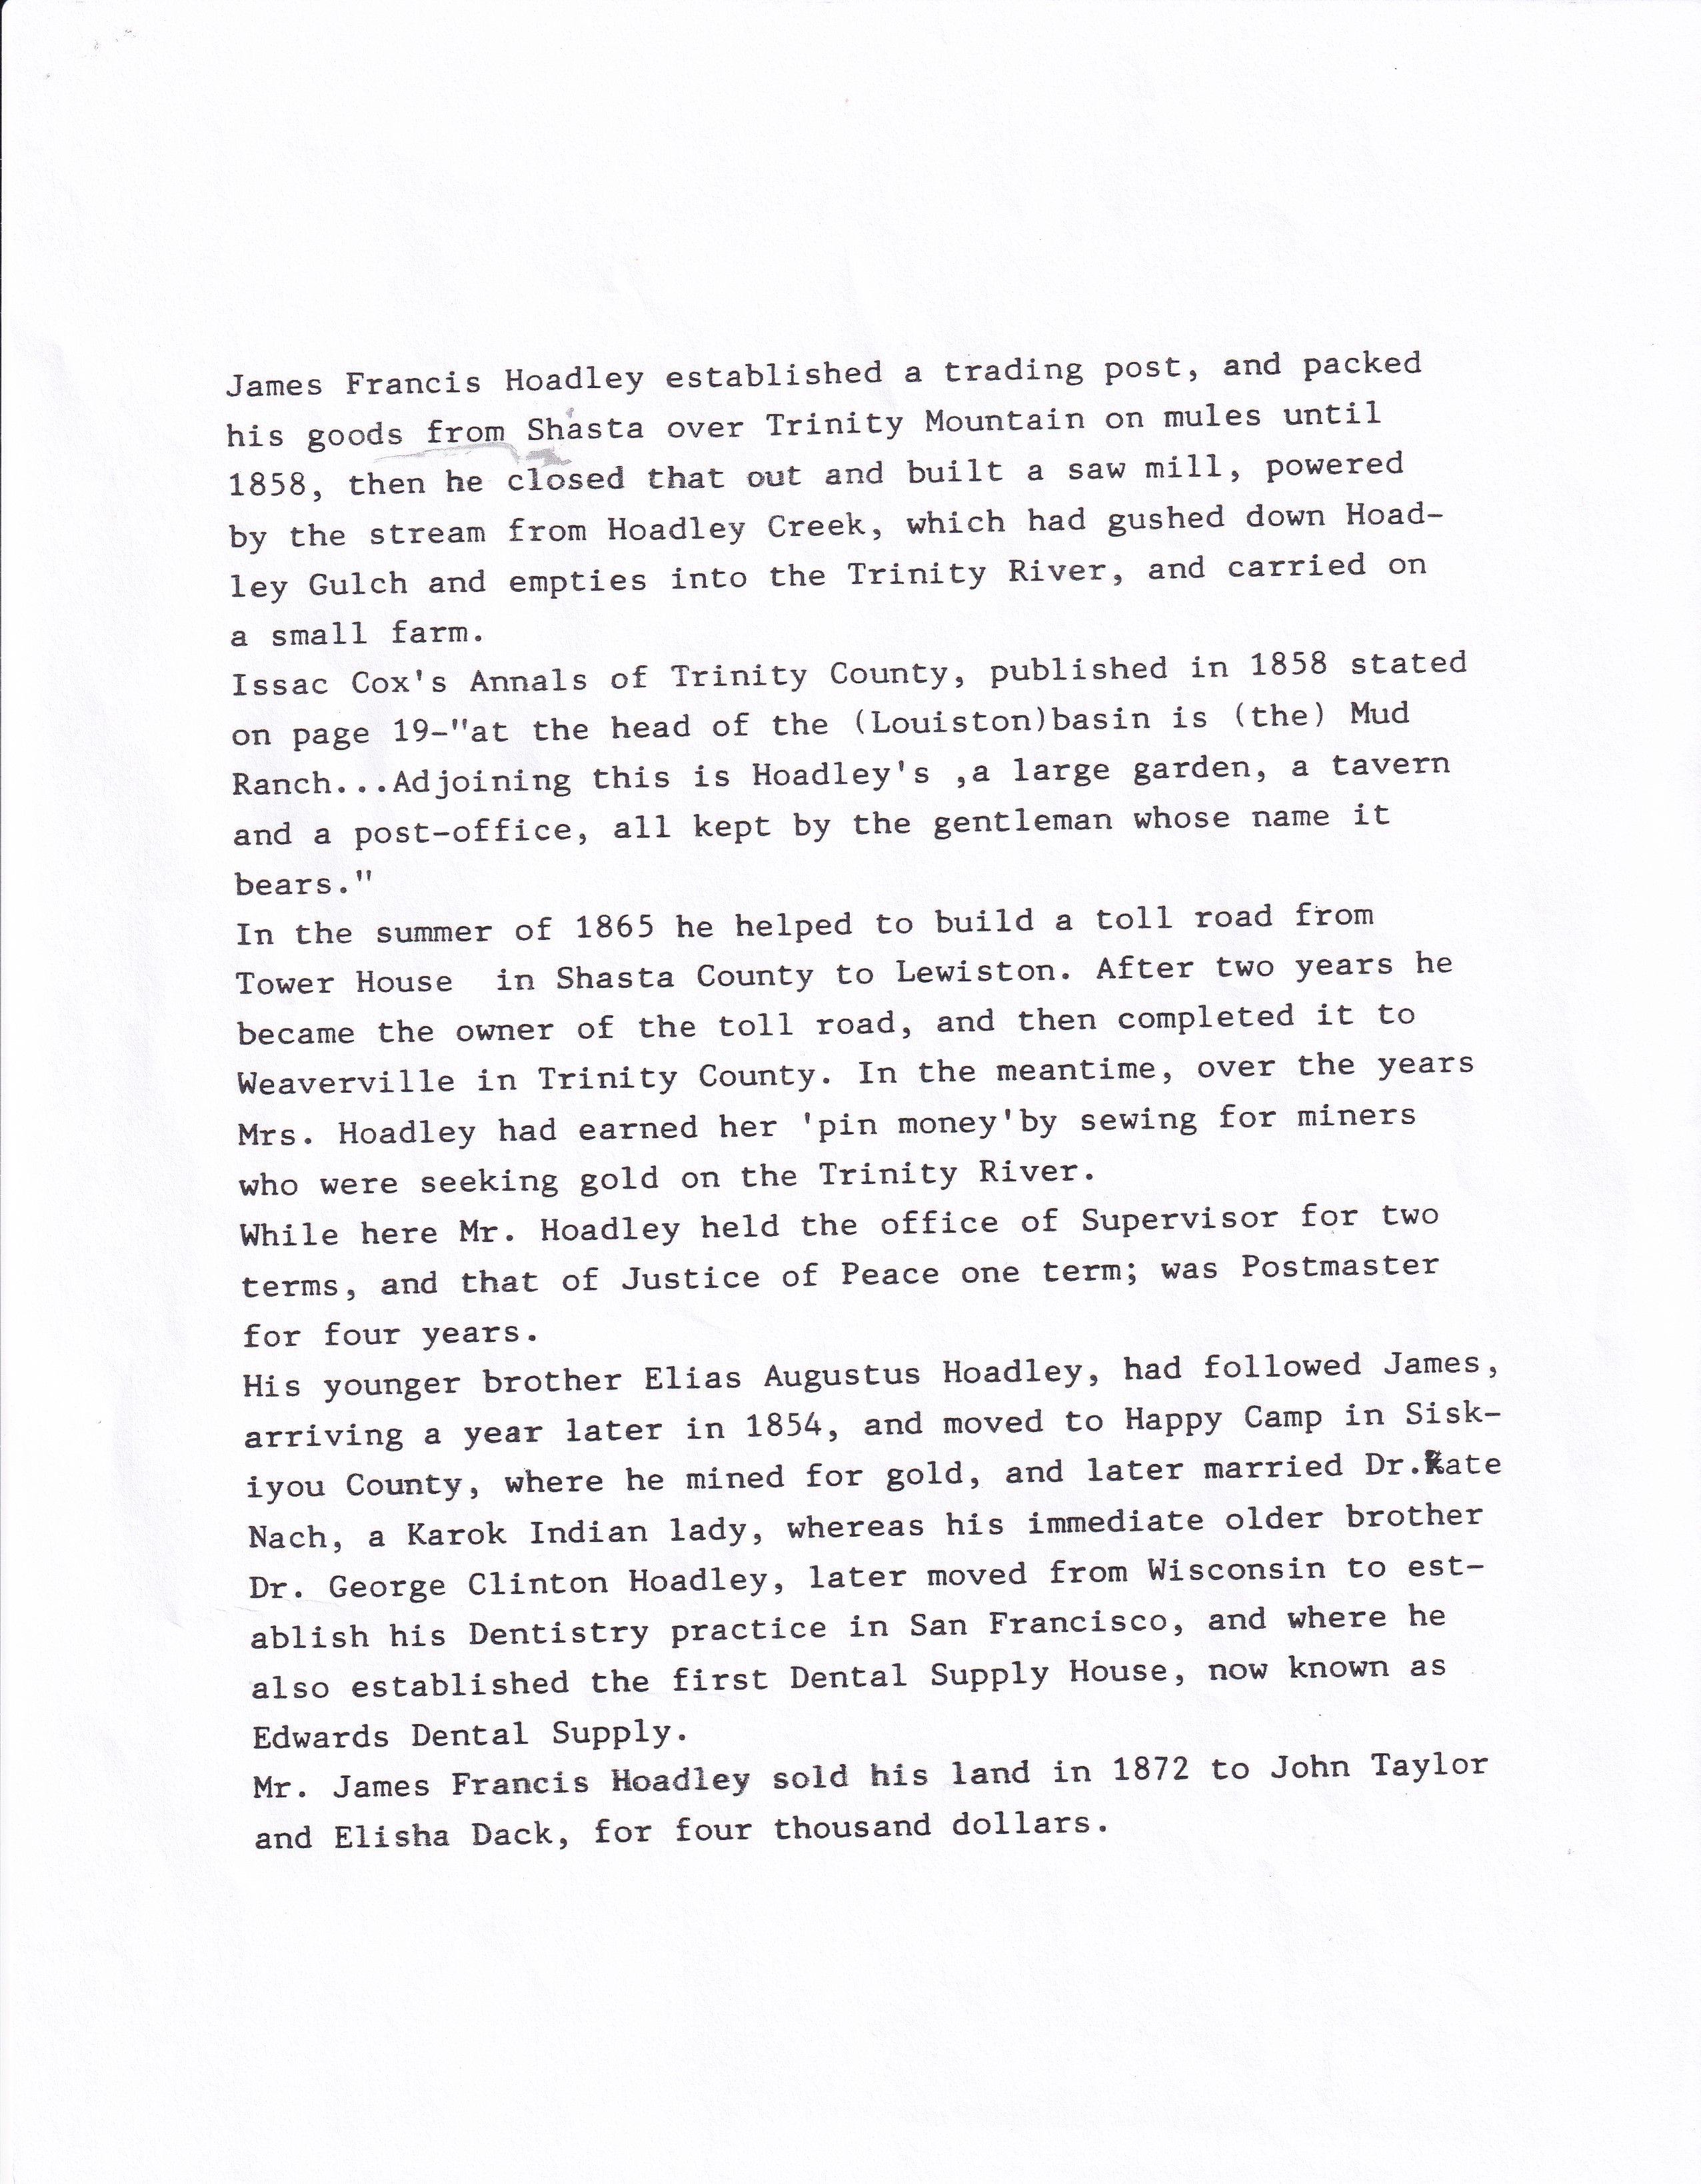 James Francis Hoadley established a trading post, and packed
his goods from Shasta over Trinity Mountain on mules until
1858, then he closed that out and built a saw mill, powered
by the stream from Hoadley Creek, which had gushed down Hoad-
ley Gulch and empties into the Trinity River, and carried on
a small farm.
Issac Cox's Annals of Trinity County, published in 1858 stated
on page 19-"at the head of the (Louiston)basin is (the) Mud
Ranch...Adjoining this is Hoadley's ,a large garden, a tavern
and a post-office, all kept by the gentleman whose name it
bears."
In the summer of 1865 he helped to build a toll road from
Tower House  in Shasta County to Lewiston. After two years he
became the owner of the toll road, and then completed it to
Weaverville in Trinity County. In the meantime, over the years
Mrs. Hoadley had earned her 'pin money'by sewing for miners
who were seeking gold on the Trinity River.
While here Mr. Hoadley held the office of Supervisor for two
terms, and that of Justice of Peace one term; was Postmaster
for four years.
His younger brother Elias Augustus Hoadley, had followed James,
arriving a year later in 1854, and moved to Happy Camp in Sisk-
iyou County, where he mined for gold, and later married Dr.Kate
Nach, a Karok Indian lady, whereas his immediate older brother
Dr. George Clinton Hoadley, later moved from Wisconsin to est-
ablish his Dentistry practice in San Francisco, and where he
also established the first Dental Supply House, now known as
Edwards Dental Supply.
Mr. James Francis Hoadley sold his land in 1872 to John Taylor
and Elisha Dack, for four thousand dollars.